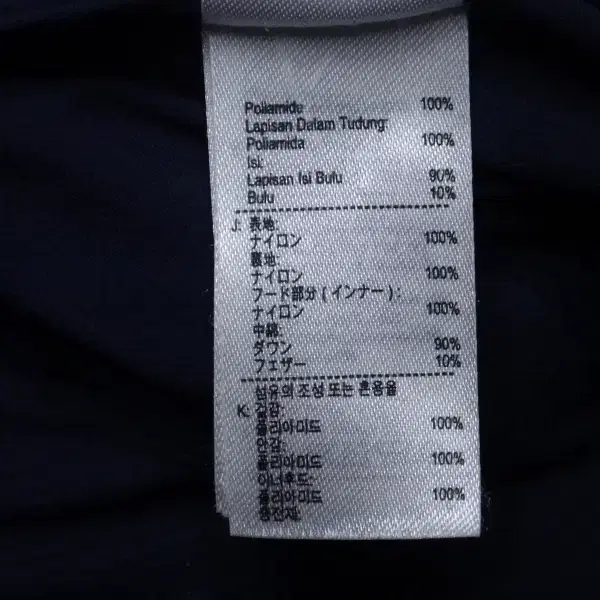 Poliamide 100%
Lapisan Dalam Tudung:
Poliamida 100%
Isi:
Lapisan Isi Bulu 90%
Bulu 10%
J: 表地:
ナイロン 100%
裏地:
ナイロン 100%
フード部分(インナー):
ナイロン 100%
中綿:
ダウン 90%
フェザー 10%
섬유의 조성 또는 혼용율
K: 겉감:
폴리아미드 100%
안감:
폴리아미드 100%
이너후드:
폴리아미드 100%
충전재: